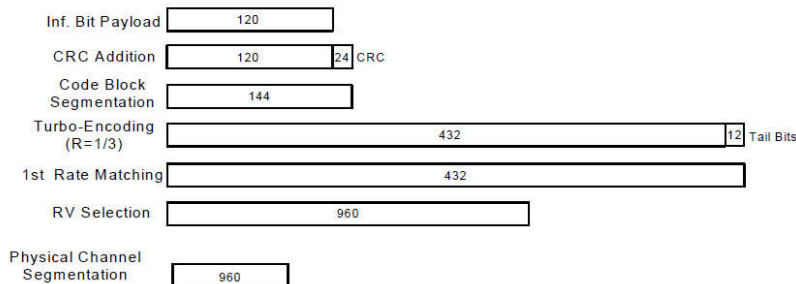 Inf. Bit Payload 120
CRC Addition 120 24 CRC
Code Block
Segmentation 144
Turbo-Encoding
(R=1/3) 432 12 Tail Bits
1st Rate Matching 432
RV Selection 960
Physical Channel
Segmentation 960